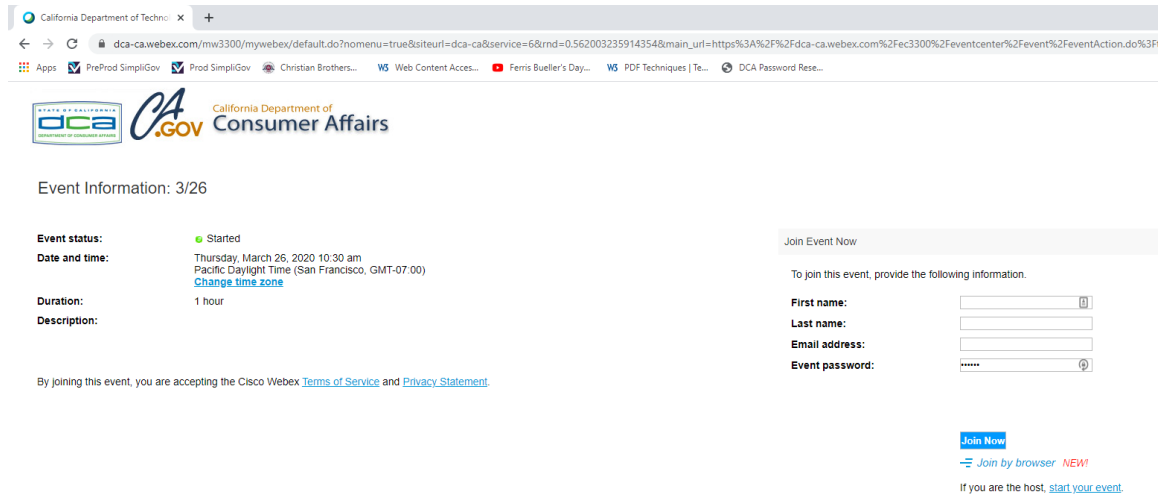 California Department of Techno
dca-ca.webex.com/mw3300/mywebex/default.do?nomenu=true&siteurl=dca-ca&service=6&rnd=0.562003235914354&main_url=https%3A%2F%2Fdca-ca.webex.com%2Fec3300%2Feventcenter%2Fevent%2FeventAction.do%3Ft
Apps PreProd SimpliGov Prod SimpliGov Christian Brothers... W3 Web Content Acces... Ferris Bueller's Day... W3 PDF Techniques | Te... DCA Password Rese...
STATE OF CALIFORNIA
dca
DEPARTMENT OF CONSUMER AFFAIRS
CA.GOV
California Department of
Consumer Affairs
Event Information: 3/26
Event status: Started
Date and time: Thursday, March 26, 2020 10:30 am
Pacific Daylight Time (San Francisco, GMT-07:00)
Change time zone
Duration: 1 hour
Description:
By joining this event, you are accepting the Cisco Webex Terms of Service and Privacy Statement.
Join Event Now
To join this event, provide the following information.
First name:
Last name:
Email address:
Event password: ••••••
Join Now
Join by browser NEW!
If you are the host, start your event.